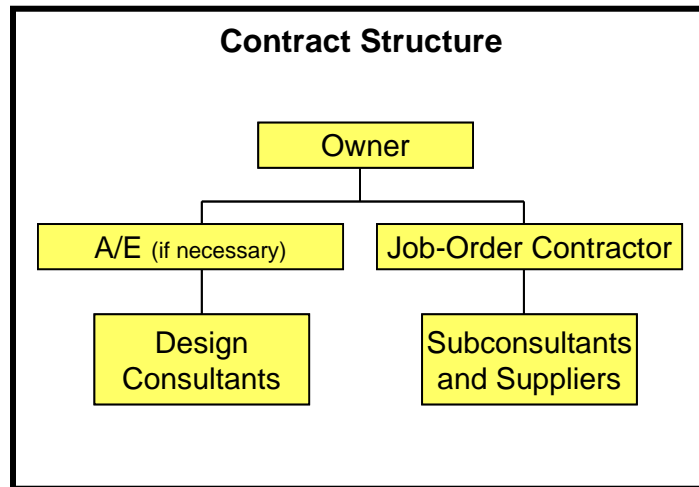 Contract Structure
Owner
A/E (if necessary)
Job-Order Contractor
Design
Consultants
Subconsultants
and Suppliers